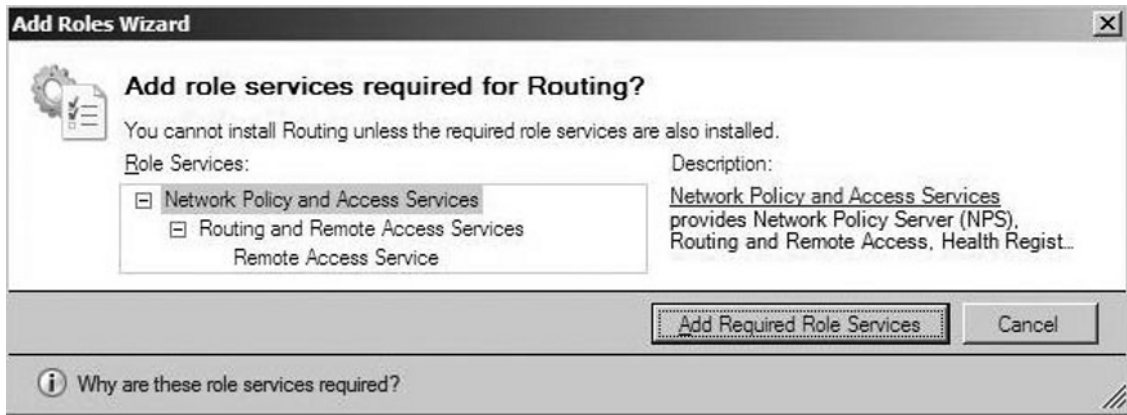 Add Roles Wizard
Add role services required for Routing?
You cannot install Routing unless the required role services are also installed.
Role Services:
Description:
Network Policy and Access Services
Routing and Remote Access Services
Remote Access Service
Network Policy and Access Services
provides Network Policy Server (NPS),
Routing and Remote Access, Health Regist...
Add Required Role Services
Cancel
Why are these role services required?